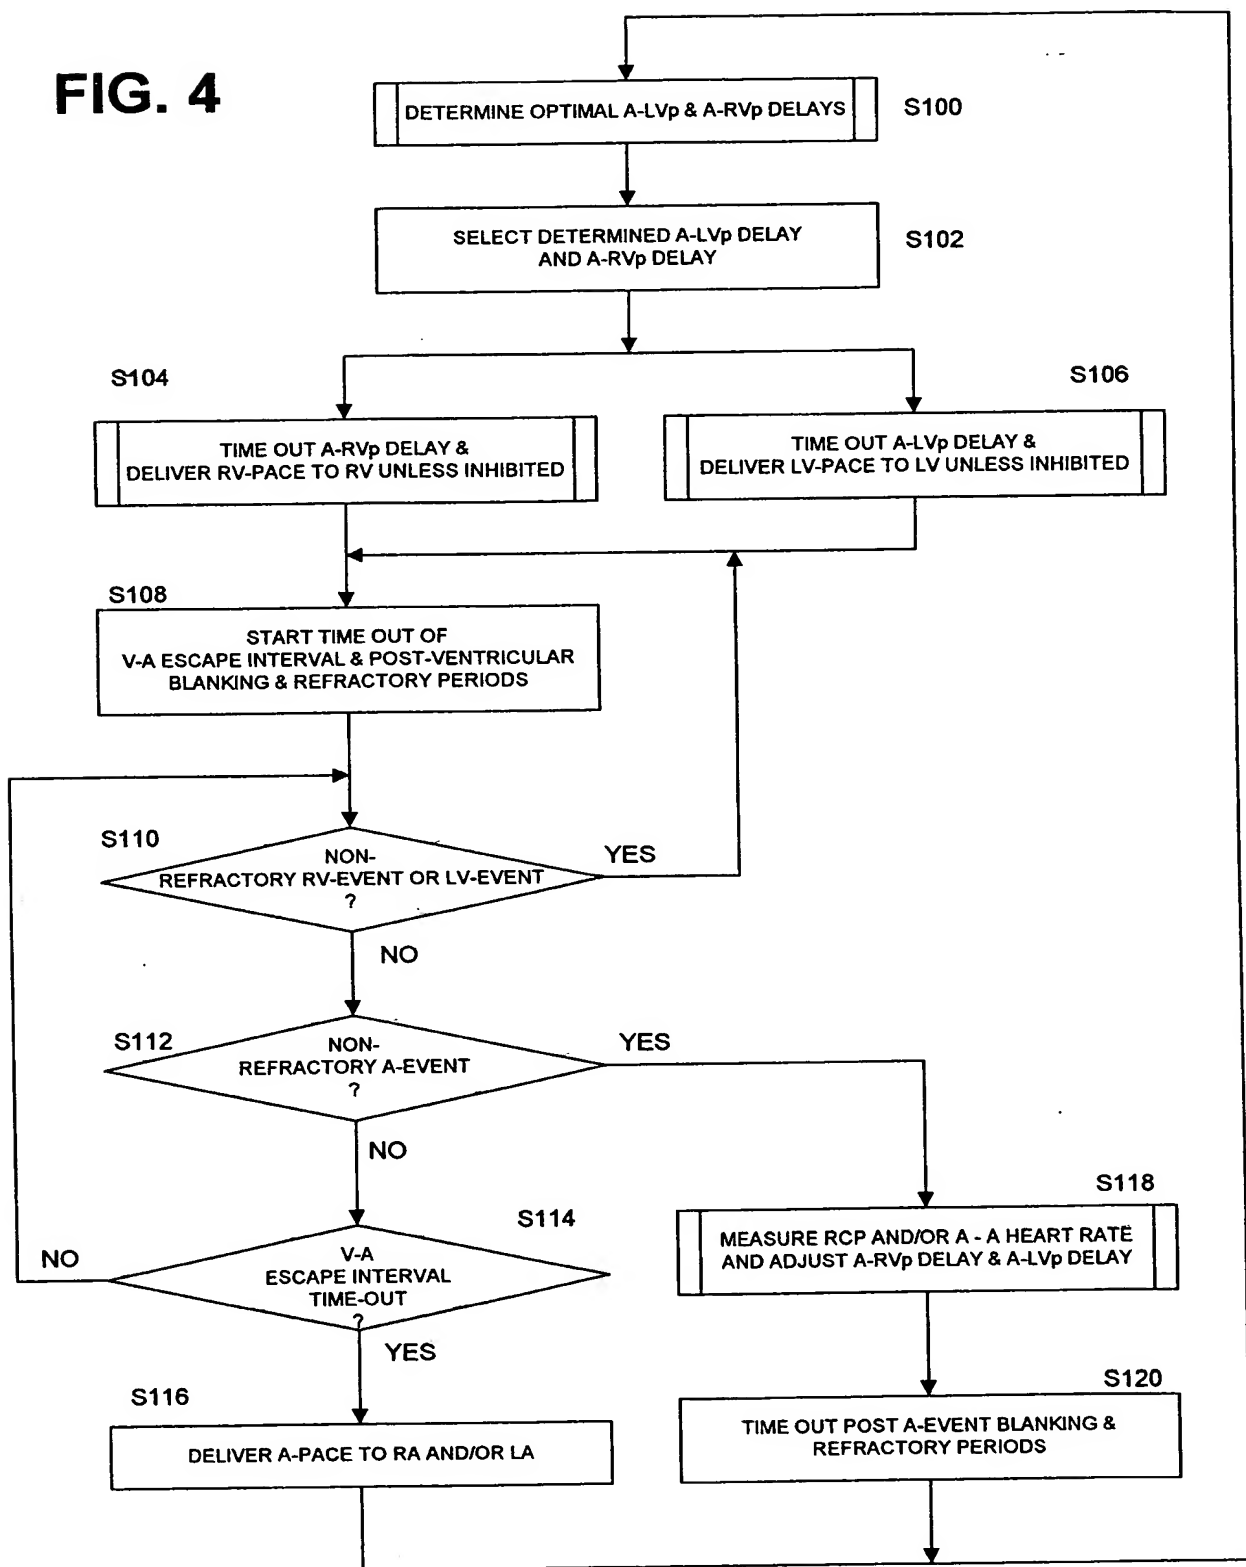 FIG. 4
DETERMINE OPTIMAL A-LVp & A-RVp DELAYS
S100
SELECT DETERMINED A-LVp DELAY
AND A-RVp DELAY
S102
S104
TIME OUT A-RVp DELAY &
DELIVER RV-PACE TO RV UNLESS INHIBITED
S106
TIME OUT A-LVp DELAY &
DELIVER LV-PACE TO LV UNLESS INHIBITED
S108
START TIME OUT OF
V-A ESCAPE INTERVAL & POST-VENTRICULAR
BLANKING & REFRACTORY PERIODS
S110
NON-
REFRACTORY RV-EVENT OR LV-EVENT
?
YES
NO
S112
NON-
REFRACTORY A-EVENT
?
YES
NO
S114
V-A
ESCAPE INTERVAL
TIME-OUT
?
NO
YES
S118
MEASURE RCP AND/OR A - A HEART RATE
AND ADJUST A-RVp DELAY & A-LVp DELAY
S116
DELIVER A-PACE TO RA AND/OR LA
S120
TIME OUT POST A-EVENT BLANKING &
REFRACTORY PERIODS